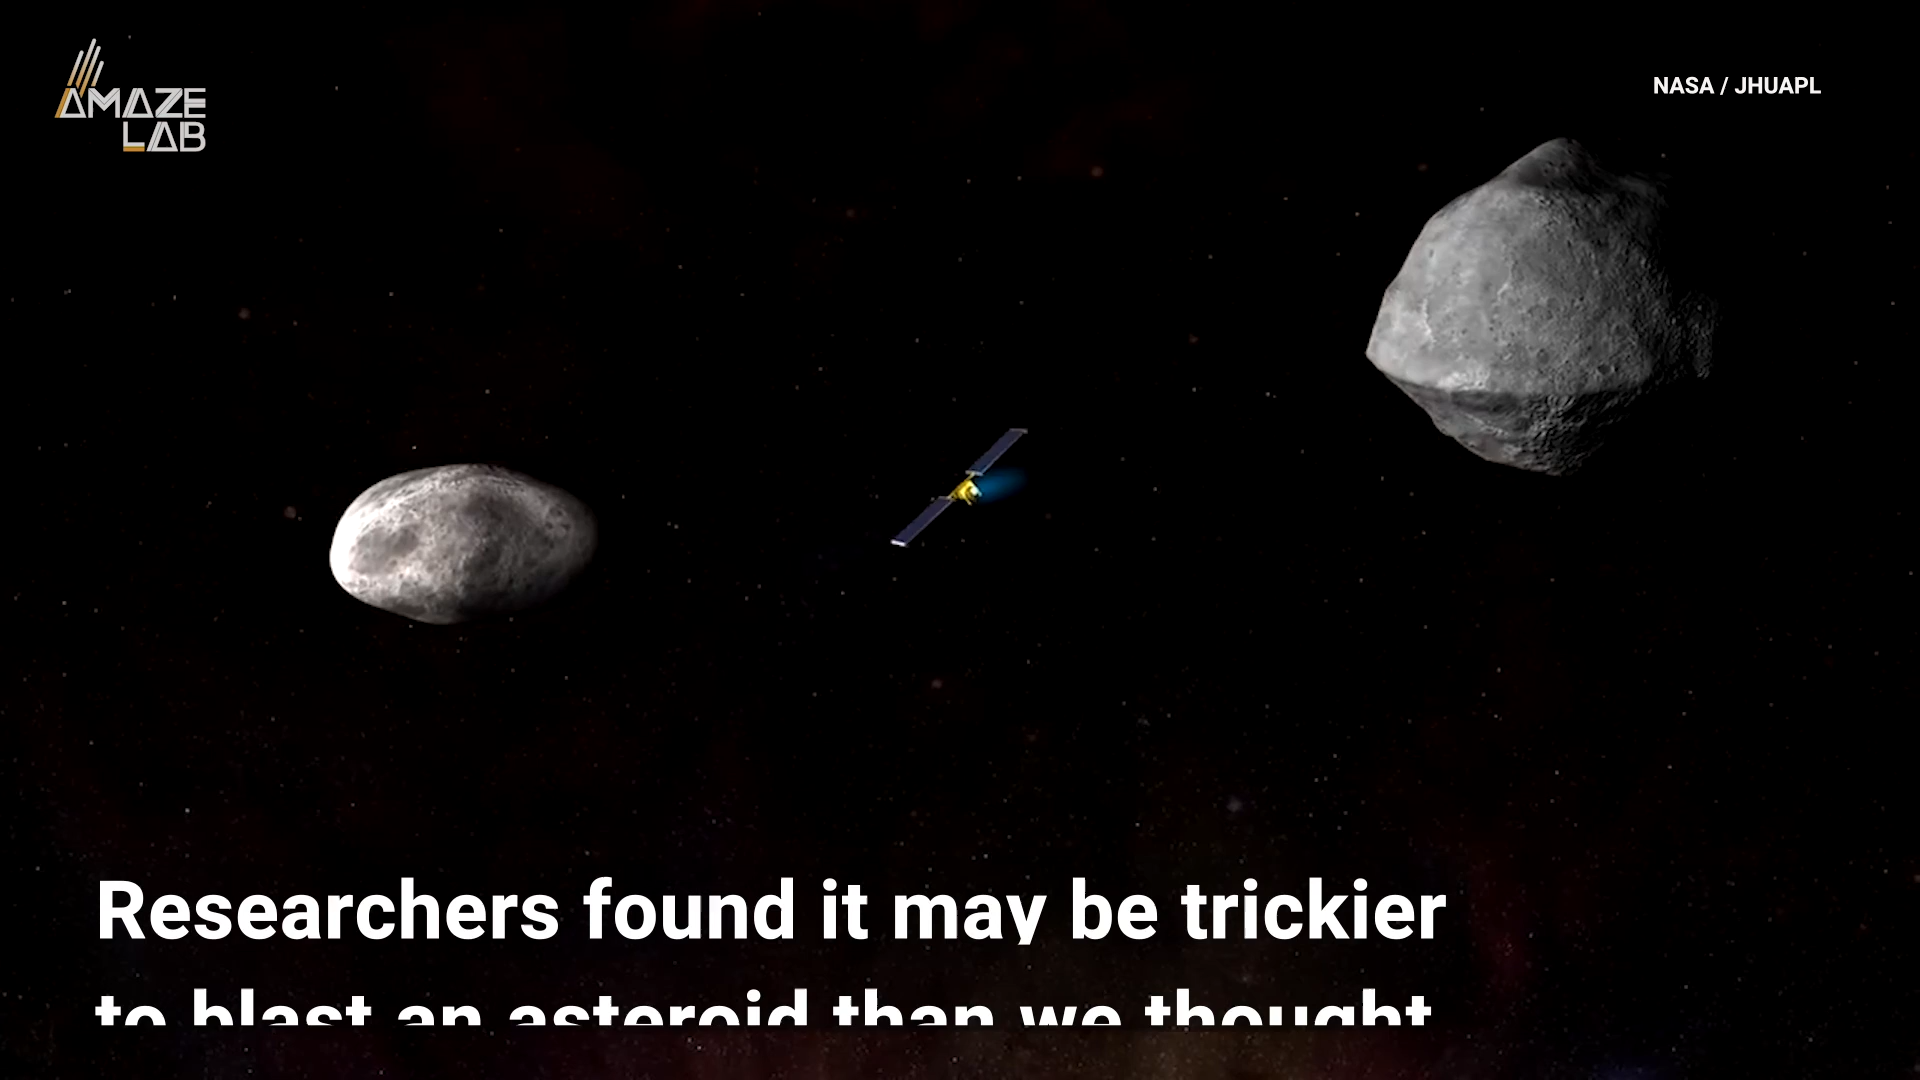 AMAZE
LAB
NASA / JHUAPL
Researchers found it may be trickier
to blast an asteroid than we thought